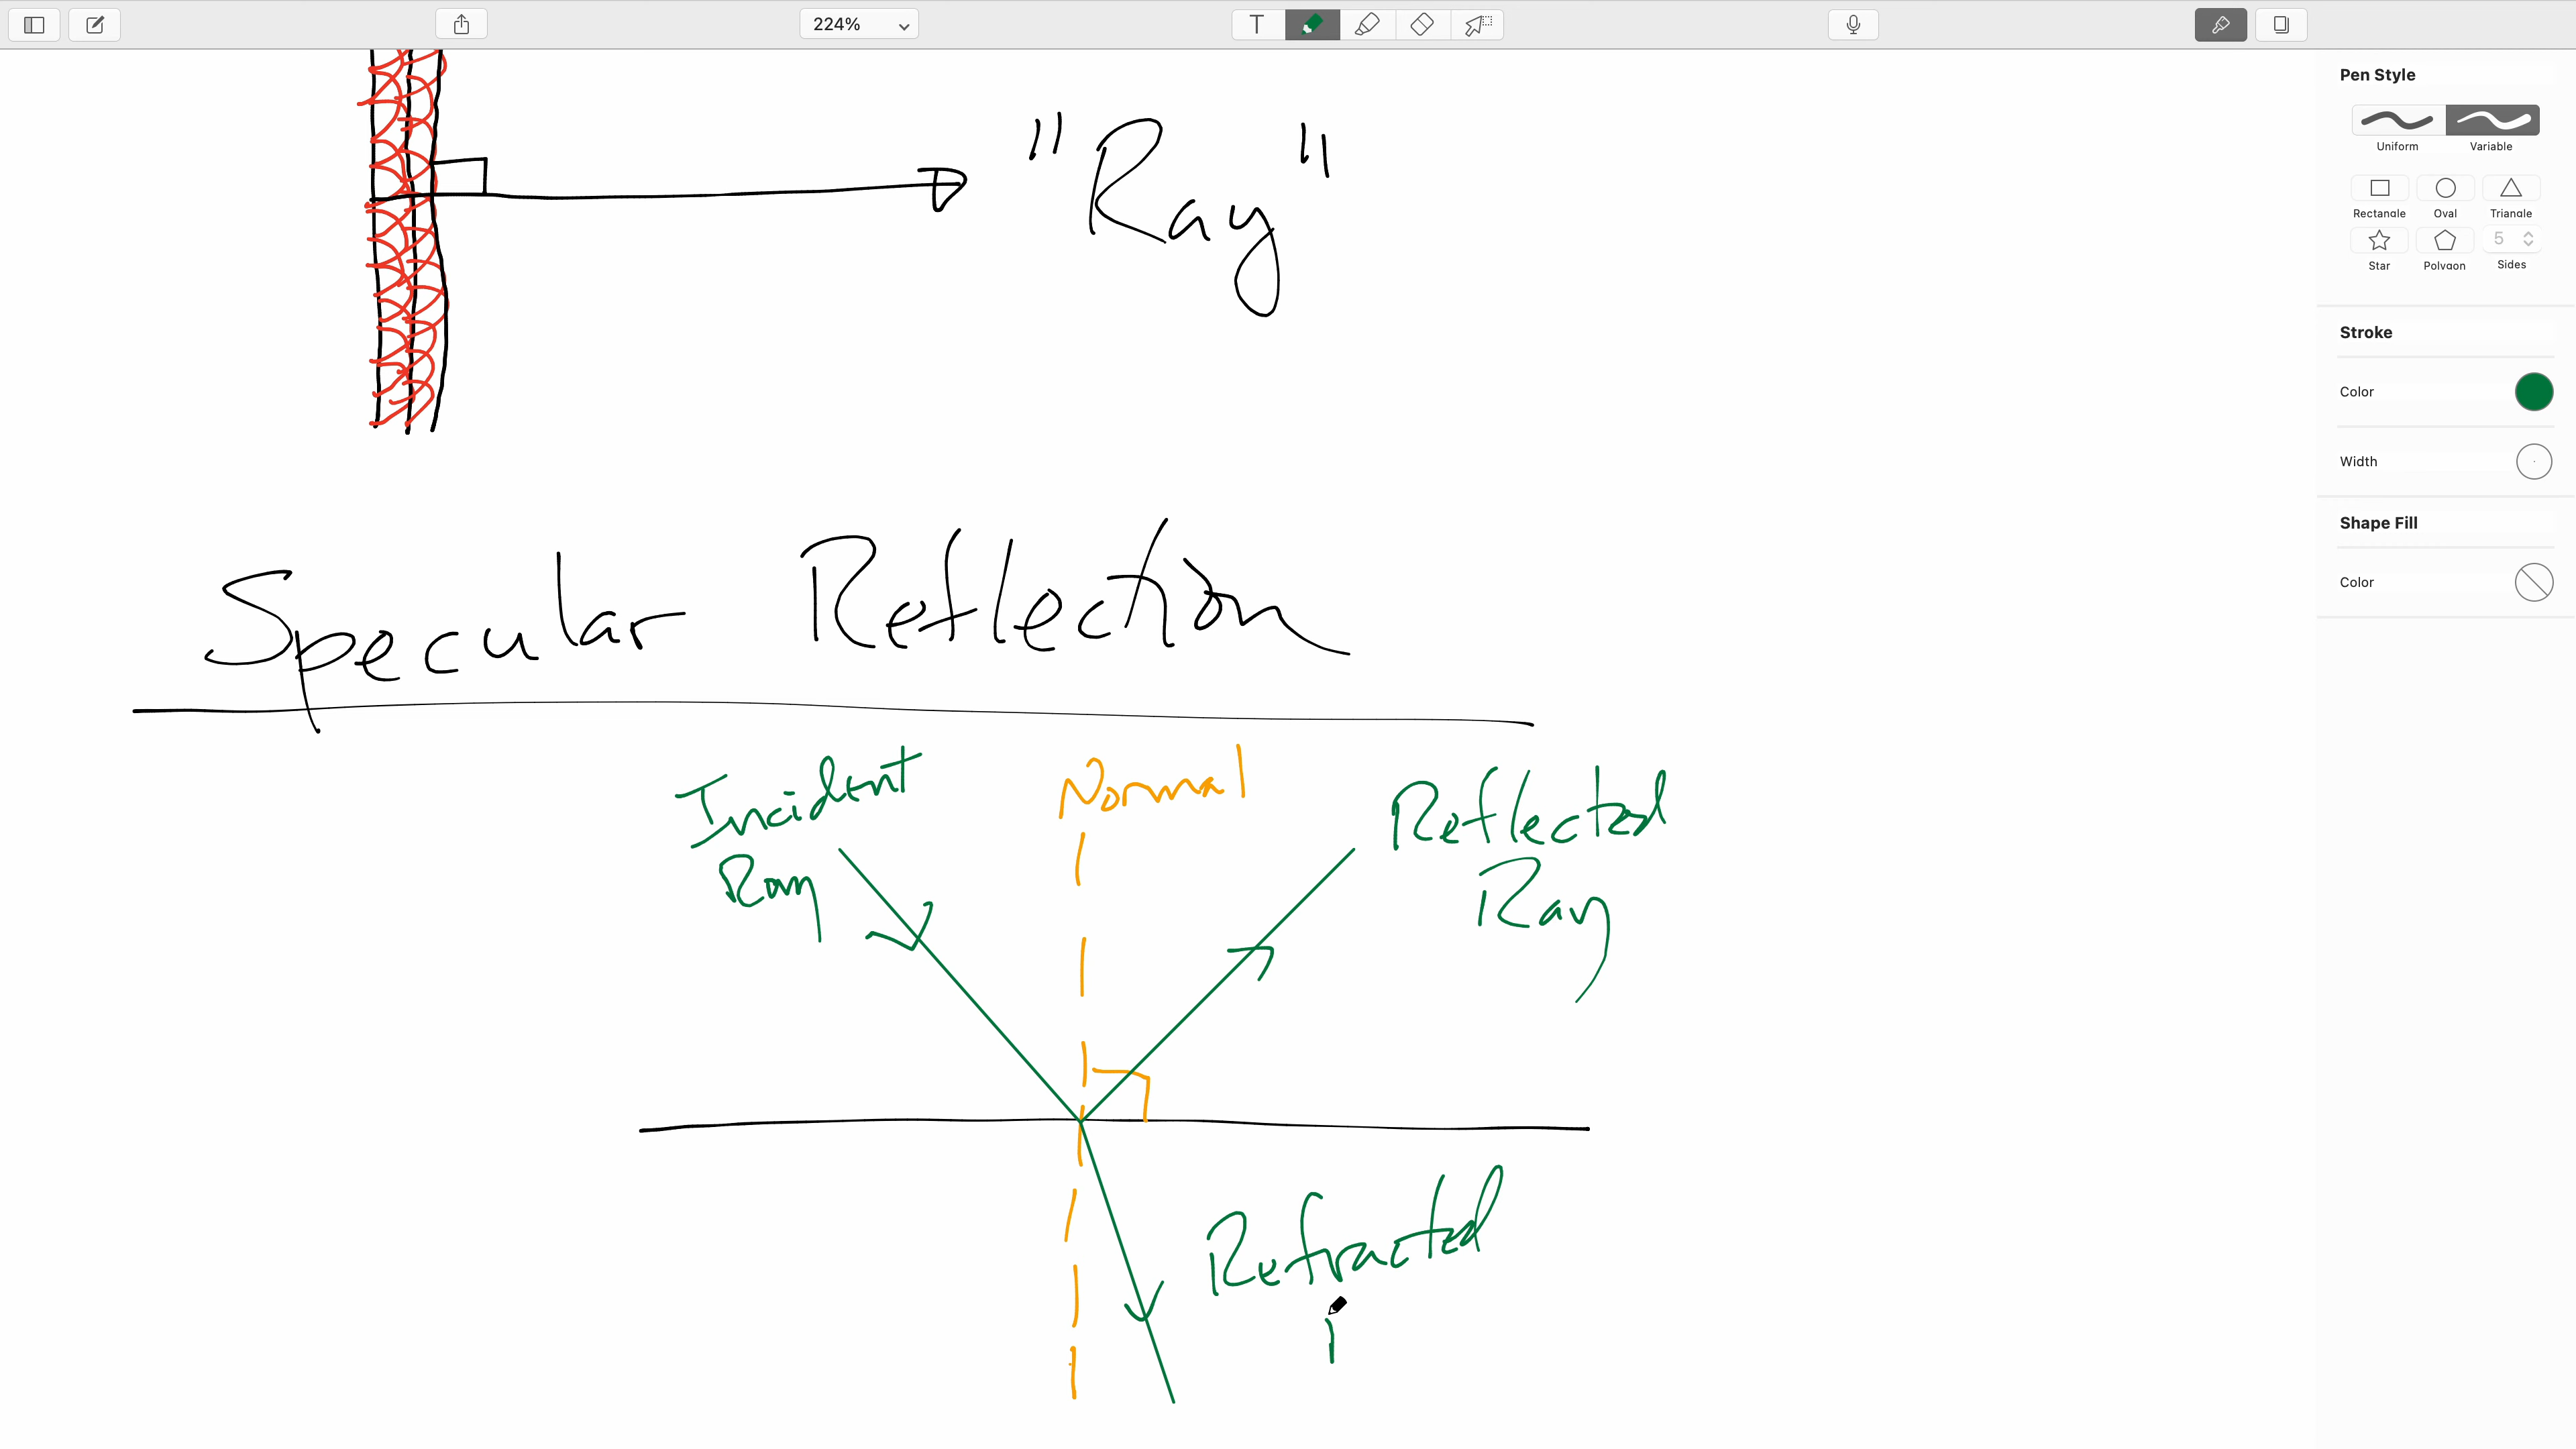 224%
T
Pen Style
Uniform
Variable
Rectangle
Oval
Triangle
5
Star
Polygon
Sides
Stroke
Color
Width
Shape Fill
Color
"Ray"
Specular Reflection
Incident
Ray
Normal
Reflected
Ray
Refracted